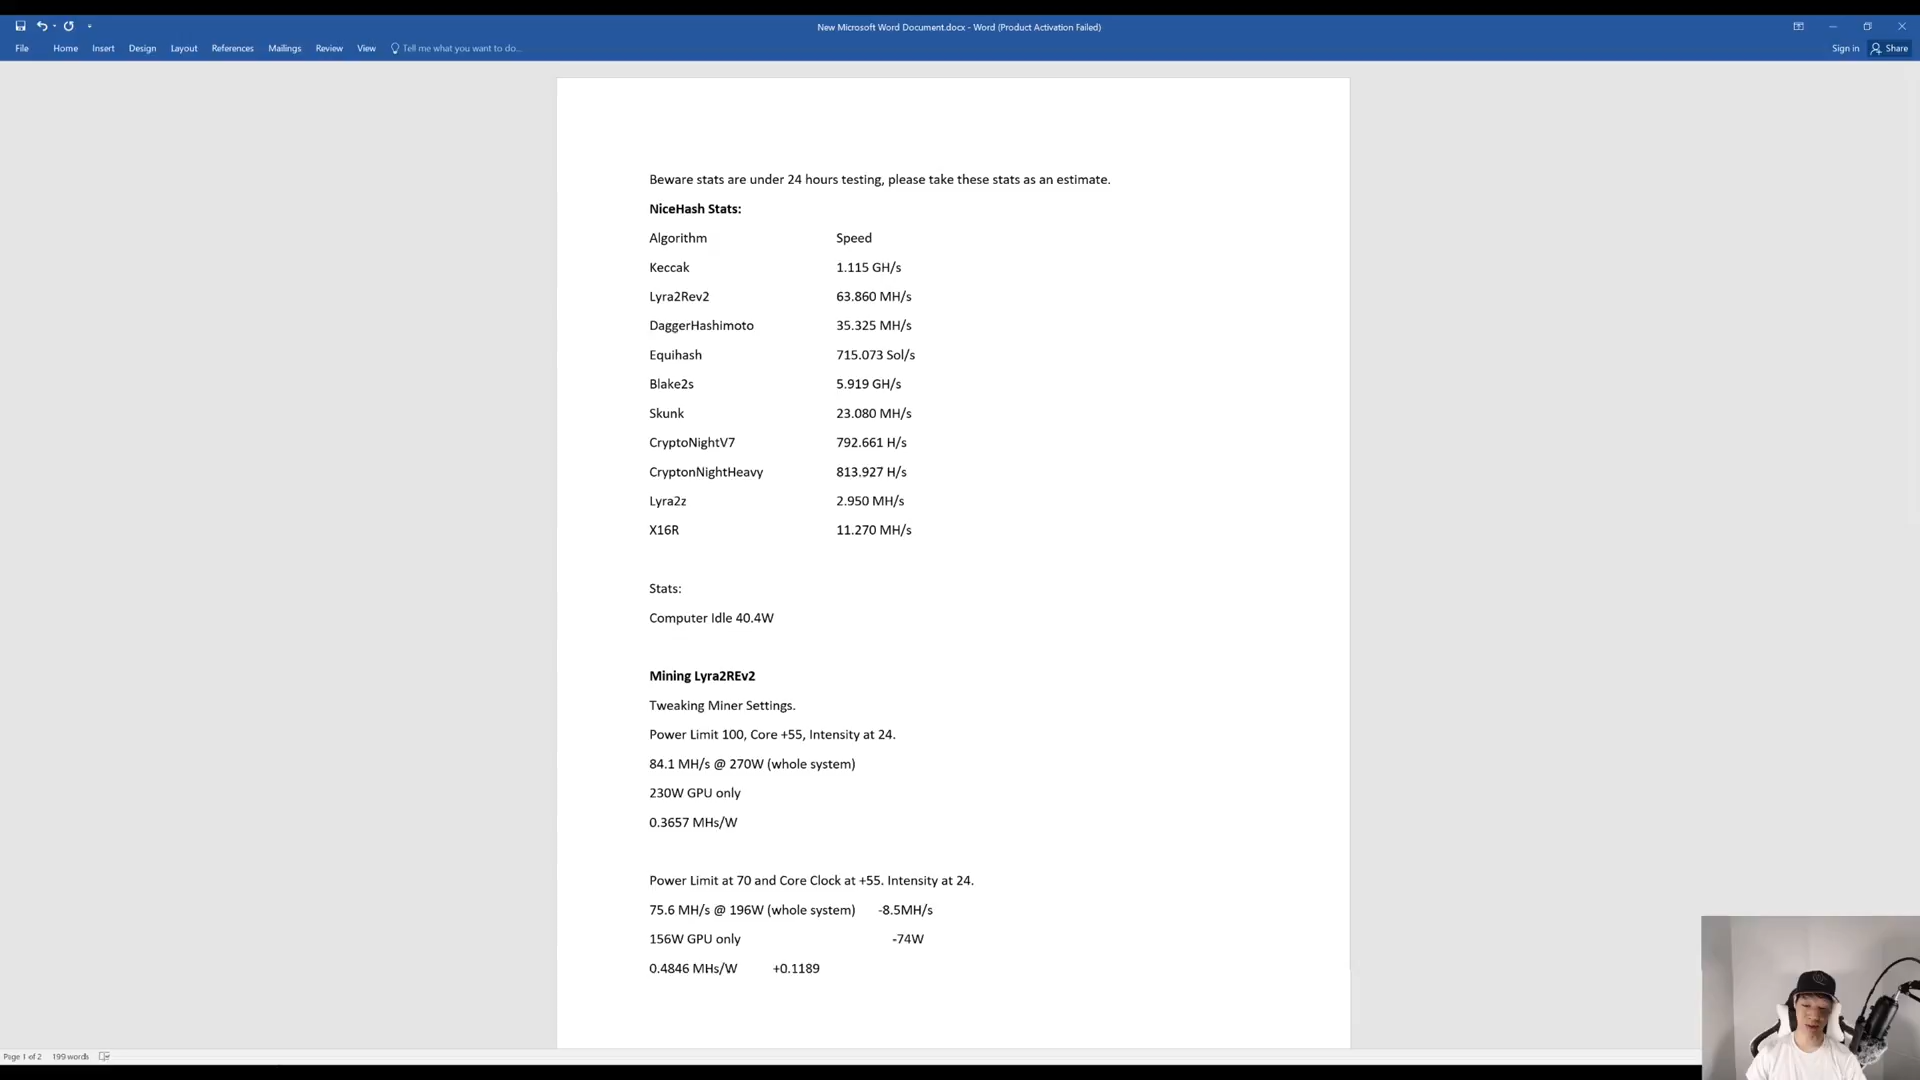 New Microsoft Word Document.docx - Word (Product Activation Failed)
File Home Insert Design Layout References Mailings Review View Tell me what you want to do... Sign in Share
Beware stats are under 24 hours testing, please take these stats as an estimate.
NiceHash Stats:
Algorithm Speed
Keccak 1.115 GH/s
Lyra2Rev2 63.860 MH/s
DaggerHashimoto 35.325 MH/s
Equihash 715.073 Sol/s
Blake2s 5.919 GH/s
Skunk 23.080 MH/s
CryptoNightV7 792.661 H/s
CryptonNightHeavy 813.927 H/s
Lyra2z 2.950 MH/s
X16R 11.270 MH/s
Stats:
Computer Idle 40.4W
Mining Lyra2REv2
Tweaking Miner Settings.
Power Limit 100, Core +55, Intensity at 24.
84.1 MH/s @ 270W (whole system)
230W GPU only
0.3657 MHs/W
Power Limit at 70 and Core Clock at +55. Intensity at 24.
75.6 MH/s @ 196W (whole system) -8.5MH/s
156W GPU only -74W
0.4846 MHs/W +0.1189
Page 1 of 2 199 words